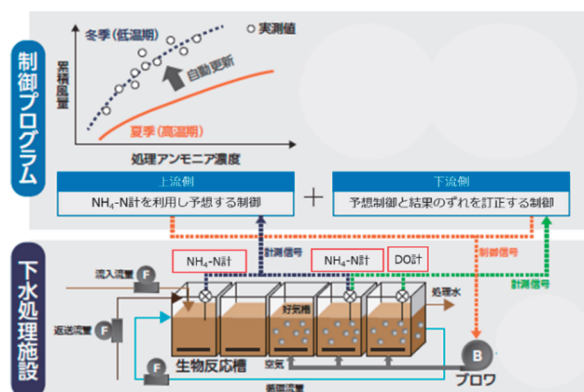 制御プログラム
冬季(低温期)
実測値
累積風量
自動更新
夏季(高温期)
処理アンモニア濃度
上流側
NH₄-N計を利用し予想する制御
+
下流側
予想制御と結果のずれを訂正する制御
下水処理施設
NH₄-N計
計測信号
NH₄-N計
DO計
制御信号
計測信号
流入流量
F
処理水
返送流量
F
好気槽
生物反応槽
空気
B
ブロワ
F
循環流量